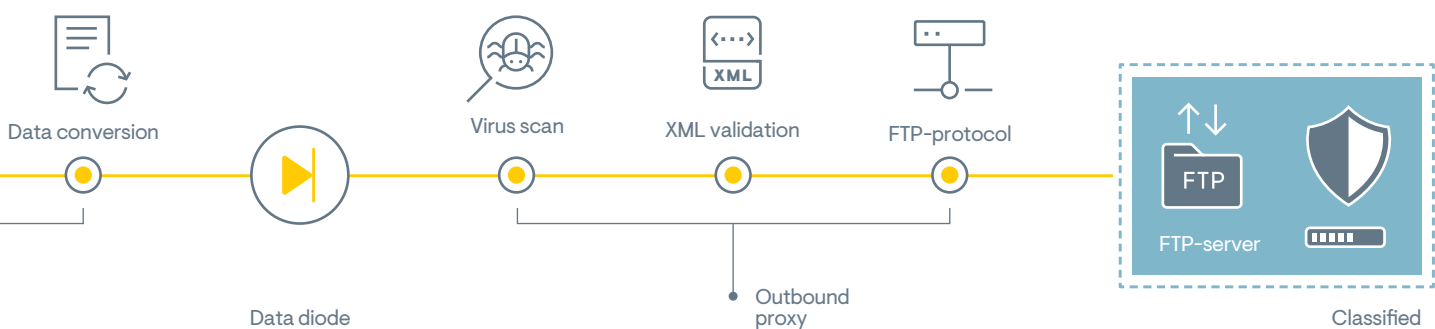 XML
Data conversion
Virus scan
XML validation
FTP-protocol
FTP
FTP-server
Outbound
proxy
Data diode
Classified